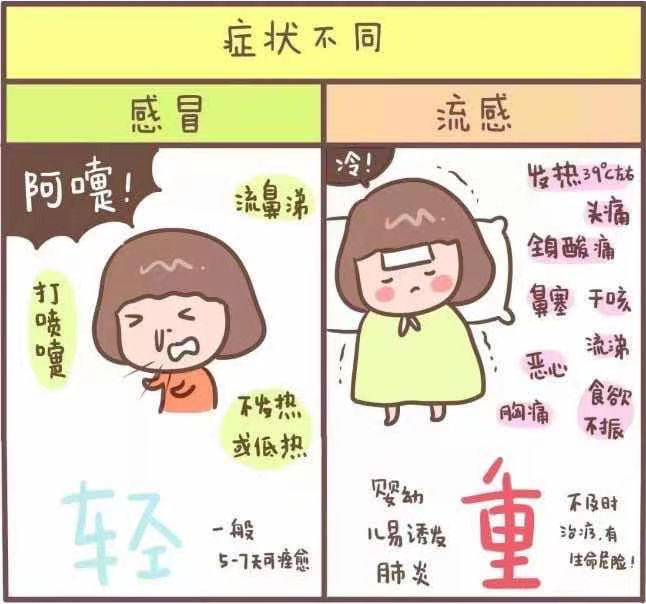 症状不同
感冒
流感
阿嚏!
流鼻涕
打
喷
嚏
不发热
或低热
轻
一般
5-7天可痊愈
冷!
发热39℃左右
头痛
全身酸痛
鼻塞
干咳
流涕
恶心
食欲
不振
胸痛
婴幼
儿易诱发
肺炎
重
不及时
治疗,有
生命危险!